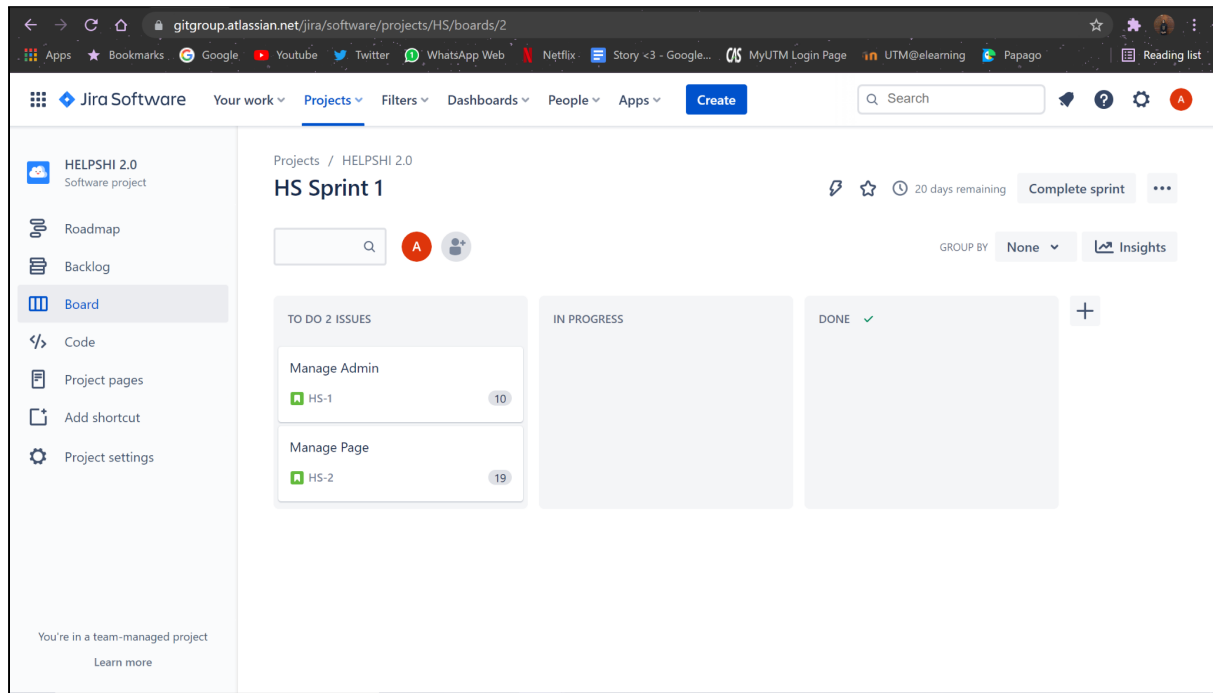 gitgroup.atlassian.net/jira/software/projects/HS/boards/2
Apps Bookmarks Google Youtube Twitter WhatsApp Web Netflix Story <3 - Google... MyUTM Login Page UTM@elearning Papago Reading list
Jira Software Your work Projects Filters Dashboards People Apps Create Search A
HELPSHI 2.0
Software project
Roadmap
Backlog
Board
Code
Project pages
Add shortcut
Project settings
You're in a team-managed project
Learn more
Projects / HELPSHI 2.0
HS Sprint 1
20 days remaining Complete sprint
A
GROUP BY None Insights
TO DO 2 ISSUES
Manage Admin
HS-1 10
Manage Page
HS-2 19
IN PROGRESS
DONE